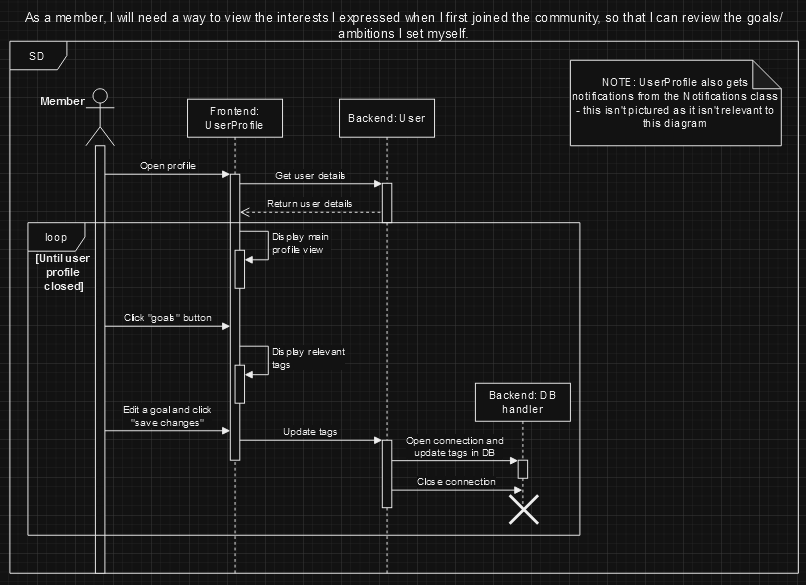 As a member, I will need a way to view the interests I expressed when I first joined the community, so that I can review the goals/
ambitions I set myself.
SD
NOTE: UserProfile also gets
notifications from the Notifications class
- this isn't pictured as it isn't relevant to
this diagram
Member
Frontend:
UserProfile
Backend: User
Open profile
Get user details
Return user details
loop
[Until user
profile
closed]
Display main
profile view
Click "goals" button
Display relevant
tags
Backend: DB
handler
Edit a goal and click
"save changes"
Update tags
Open connection and
update tags in DB
Close connection